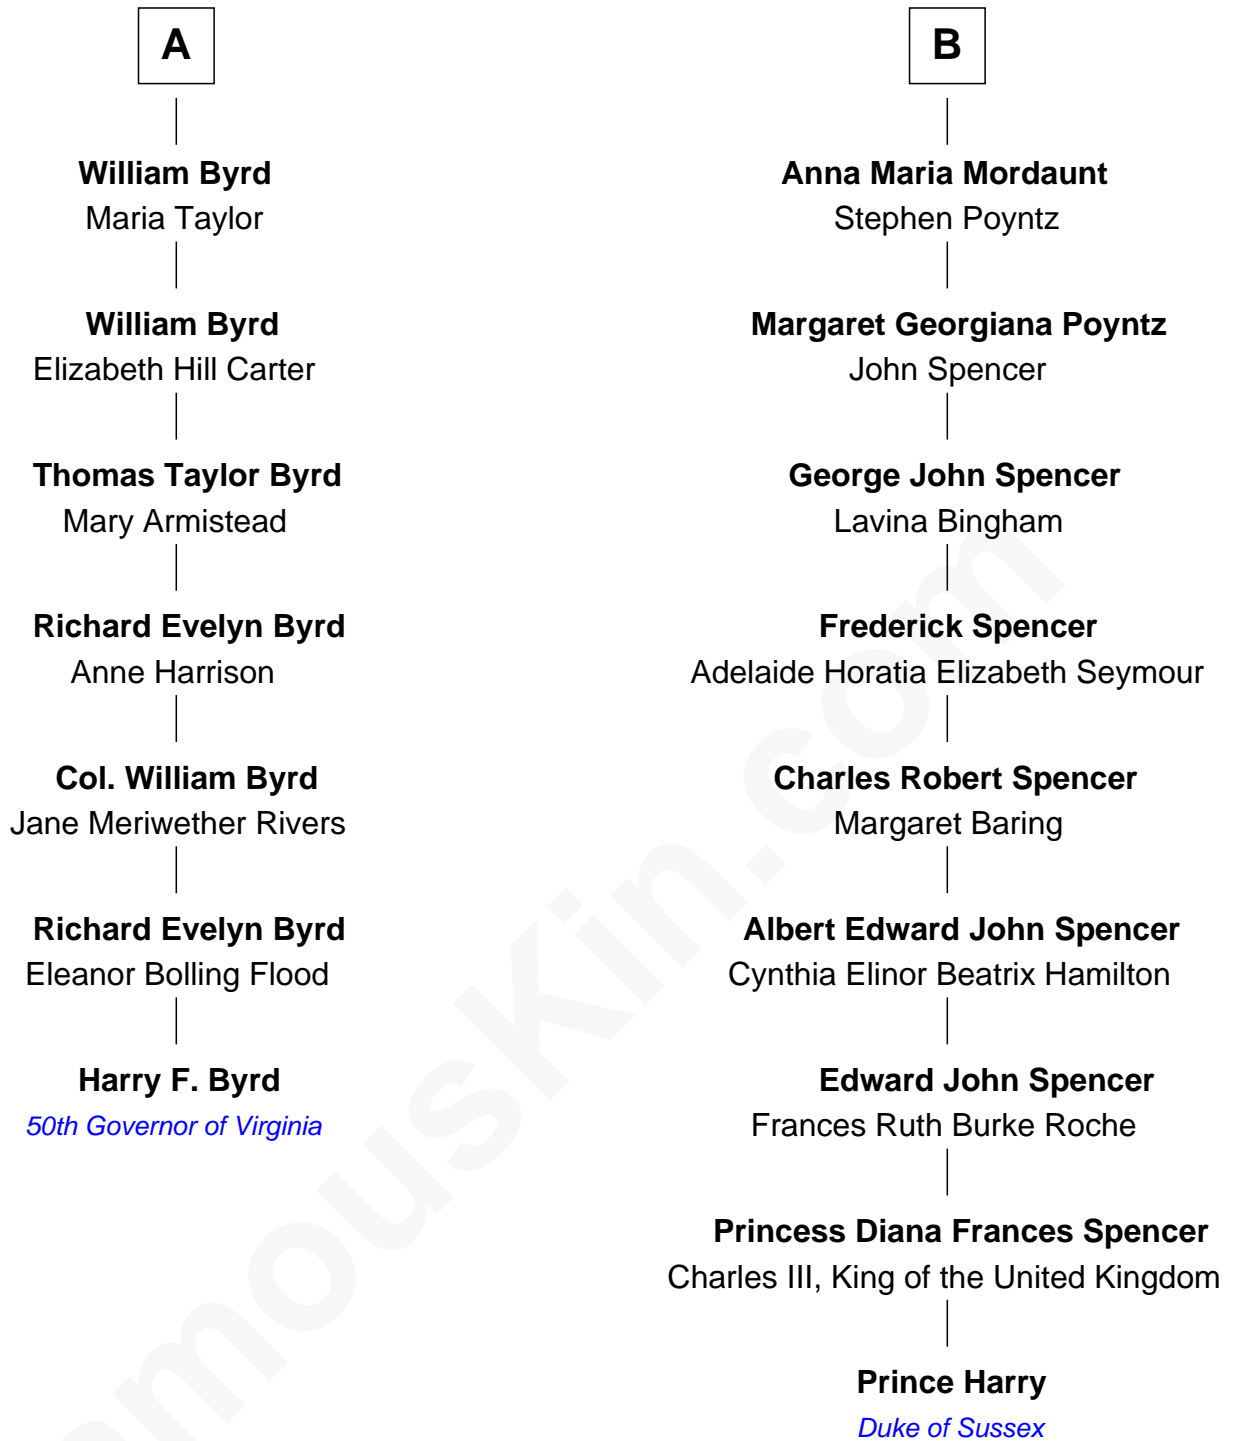 A
William Byrd
Maria Taylor
William Byrd
Elizabeth Hill Carter
Thomas Taylor Byrd
Mary Armistead
Richard Evelyn Byrd
Anne Harrison
Col. William Byrd
Jane Meriwether Rivers
Richard Evelyn Byrd
Eleanor Bolling Flood
Harry F. Byrd
50th Governor of Virginia
B
Anna Maria Mordaunt
Stephen Poyntz
Margaret Georgiana Poyntz
John Spencer
George John Spencer
Lavina Bingham
Frederick Spencer
Adelaide Horatia Elizabeth Seymour
Charles Robert Spencer
Margaret Baring
Albert Edward John Spencer
Cynthia Elinor Beatrix Hamilton
Edward John Spencer
Frances Ruth Burke Roche
Princess Diana Frances Spencer
Charles III, King of the United Kingdom
Prince Harry
Duke of Sussex
amouskin.com